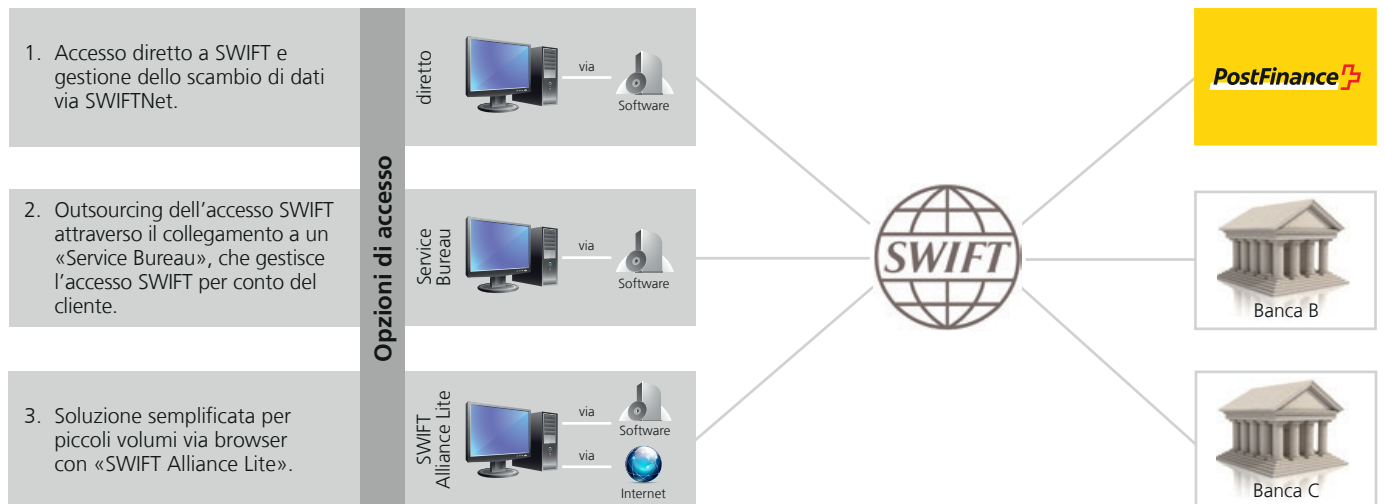 1. Accesso diretto a SWIFT e
gestione dello scambio di dati
via SWIFTNet.
diretto
via
Software
PostFinance
Opzioni di accesso
2. Outsourcing dell’accesso SWIFT
attraverso il collegamento a un
«Service Bureau», che gestisce
l’accesso SWIFT per conto del
cliente.
Service
Bureau
via
Software
SWIFT
Banca B
3. Soluzione semplificata per
piccoli volumi via browser
con «SWIFT Alliance Lite».
SWIFT
Alliance Lite
via
Software
via
Internet
Banca C